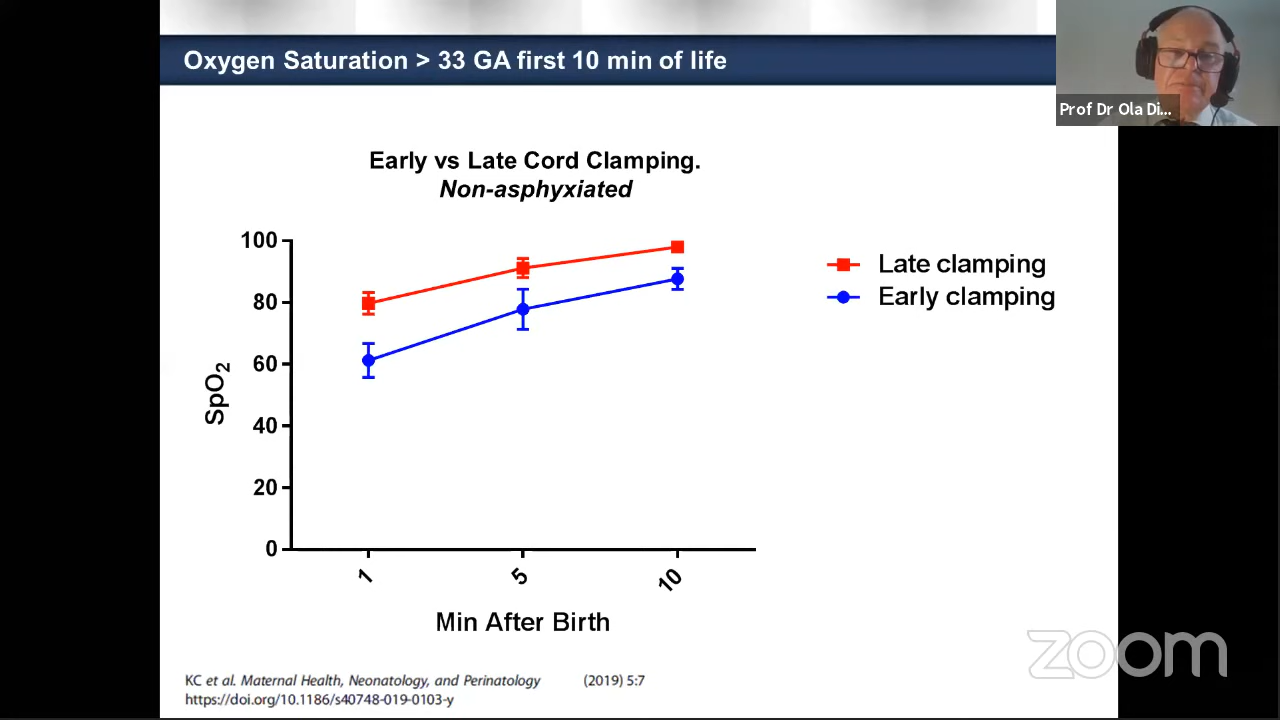 Oxygen Saturation > 33 GA first 10 min of life
Prof Dr Ola Di...
Early vs Late Cord Clamping.
Non-asphyxiated
100
80
60
40
20
0
SpO2
1
5
10
Min After Birth
Late clamping
Early clamping
KC et al. Maternal Health, Neonatology, and Perinatology (2019) 5:7
https://doi.org/10.1186/s40748-019-0103-y
zoom